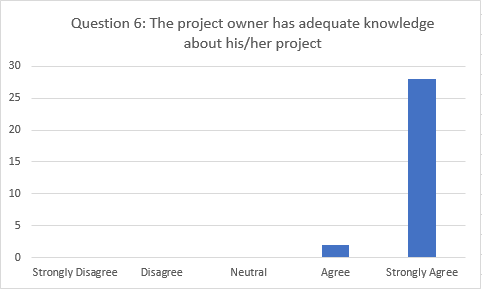 Question 6: The project owner has adequate knowledge
about his/her project
30
25
20
15
10
5
0
Strongly Disagree Disagree Neutral Agree Strongly Agree